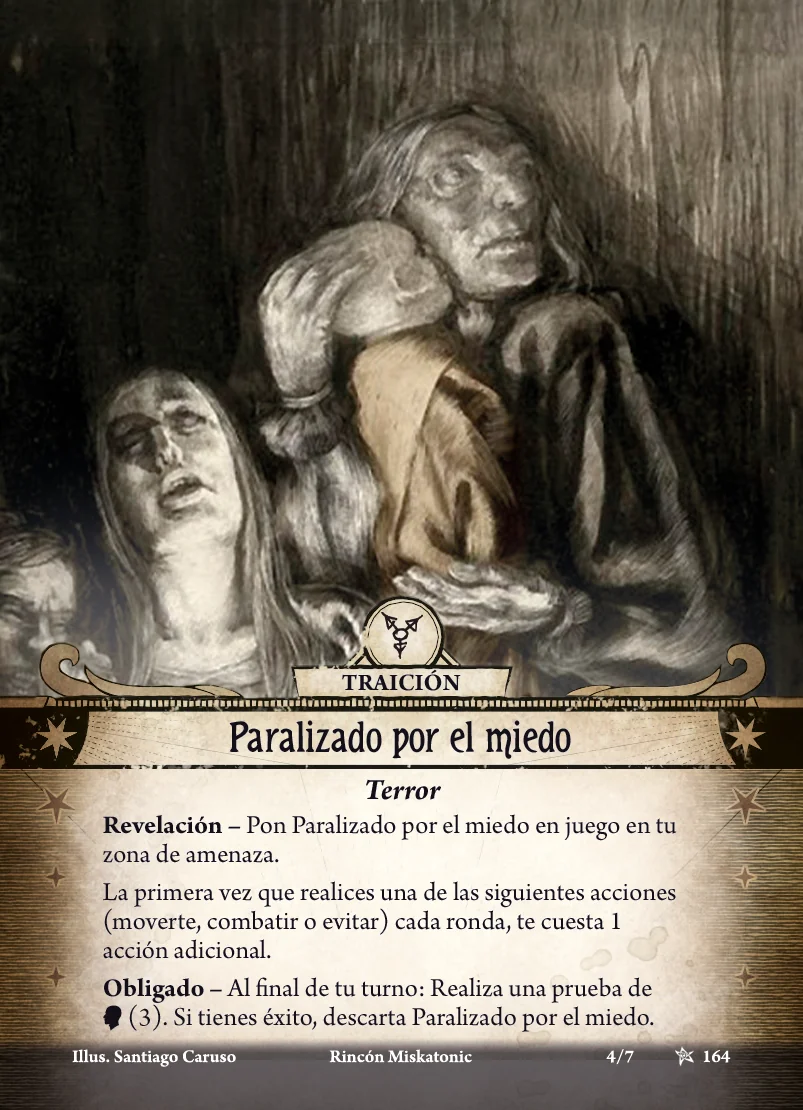 TRAICIÓN
Paralizado por el miedo
Terror
Revelación – Pon Paralizado por el miedo en juego en tu
zona de amenaza.
La primera vez que realices una de las siguientes acciones
(moverte, combatir o evitar) cada ronda, te cuesta 1
acción adicional.
Obligado – Al final de tu turno: Realiza una prueba de
(3). Si tienes éxito, descarta Paralizado por el miedo.
Illus. Santiago Caruso Rincón Miskatonic 4/7 164